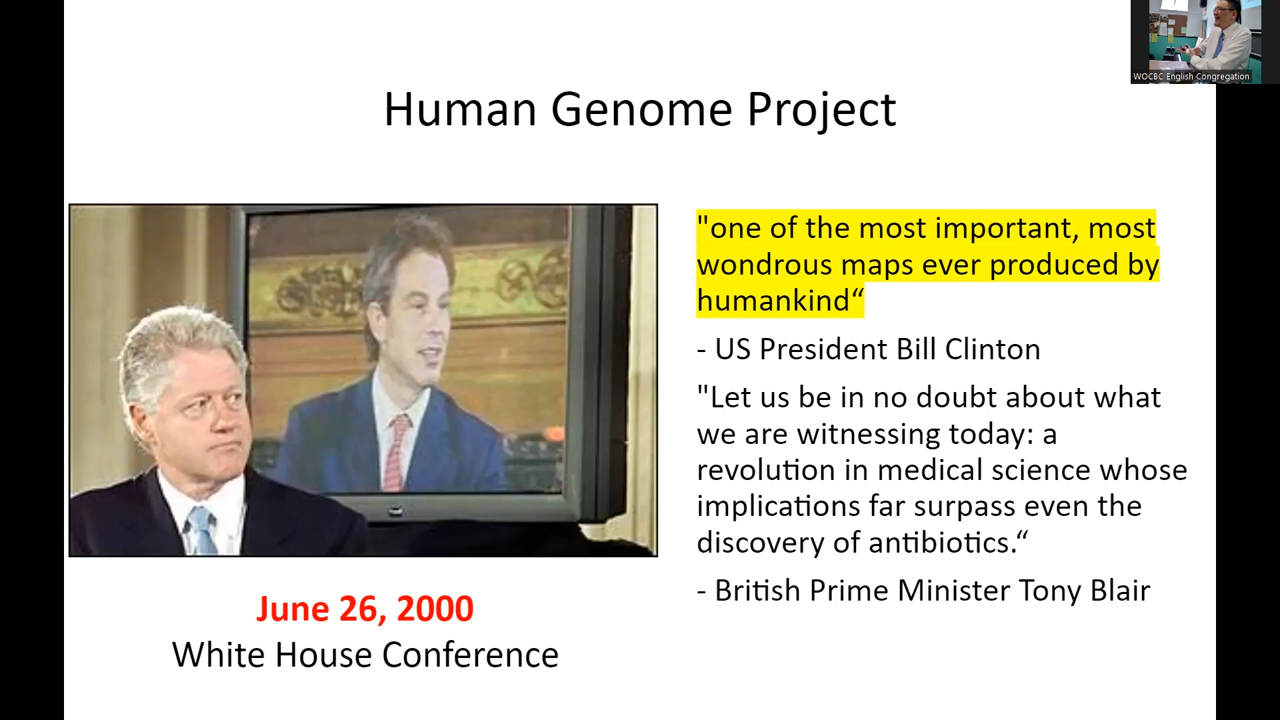 WOCBC English Congregation
Human Genome Project
"one of the most important, most
wondrous maps ever produced by
humankind“
- US President Bill Clinton
"Let us be in no doubt about what
we are witnessing today: a
revolution in medical science whose
implications far surpass even the
discovery of antibiotics.“
- British Prime Minister Tony Blair
June 26, 2000
White House Conference